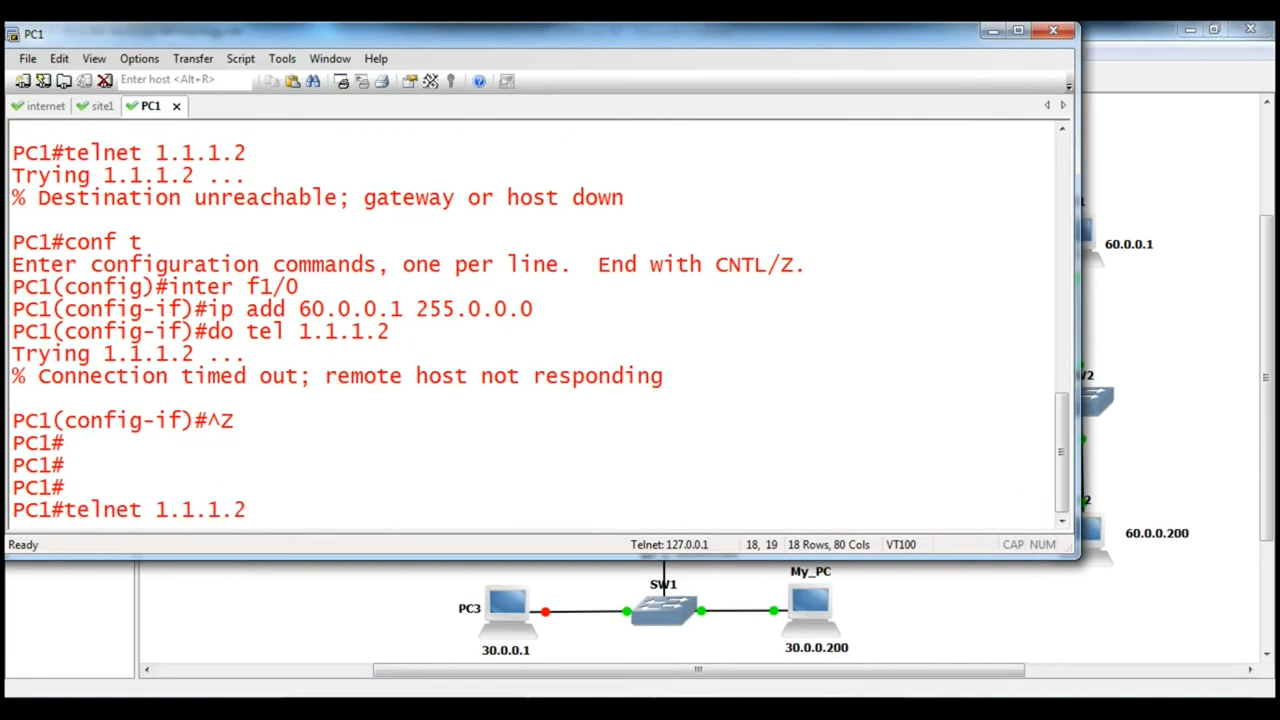 PC1
File Edit View Options Transfer Script Tools Window Help
Enter host <Alt+R>
internet site1 PC1
PC1#telnet 1.1.1.2
Trying 1.1.1.2 ...
% Destination unreachable; gateway or host down
PC1#conf t
Enter configuration commands, one per line.  End with CNTL/Z.
PC1(config)#inter f1/0
PC1(config-if)#ip add 60.0.0.1 255.0.0.0
PC1(config-if)#do tel 1.1.1.2
Trying 1.1.1.2 ...
% Connection timed out; remote host not responding
PC1(config-if)#^Z
PC1#
PC1#
PC1#
PC1#telnet 1.1.1.2
Ready Telnet: 127.0.0.1 18, 19 18 Rows, 80 Cols VT100 CAP NUM
60.0.0.1
60.0.0.200
My_PC
SW1
PC3
30.0.0.1
30.0.0.200